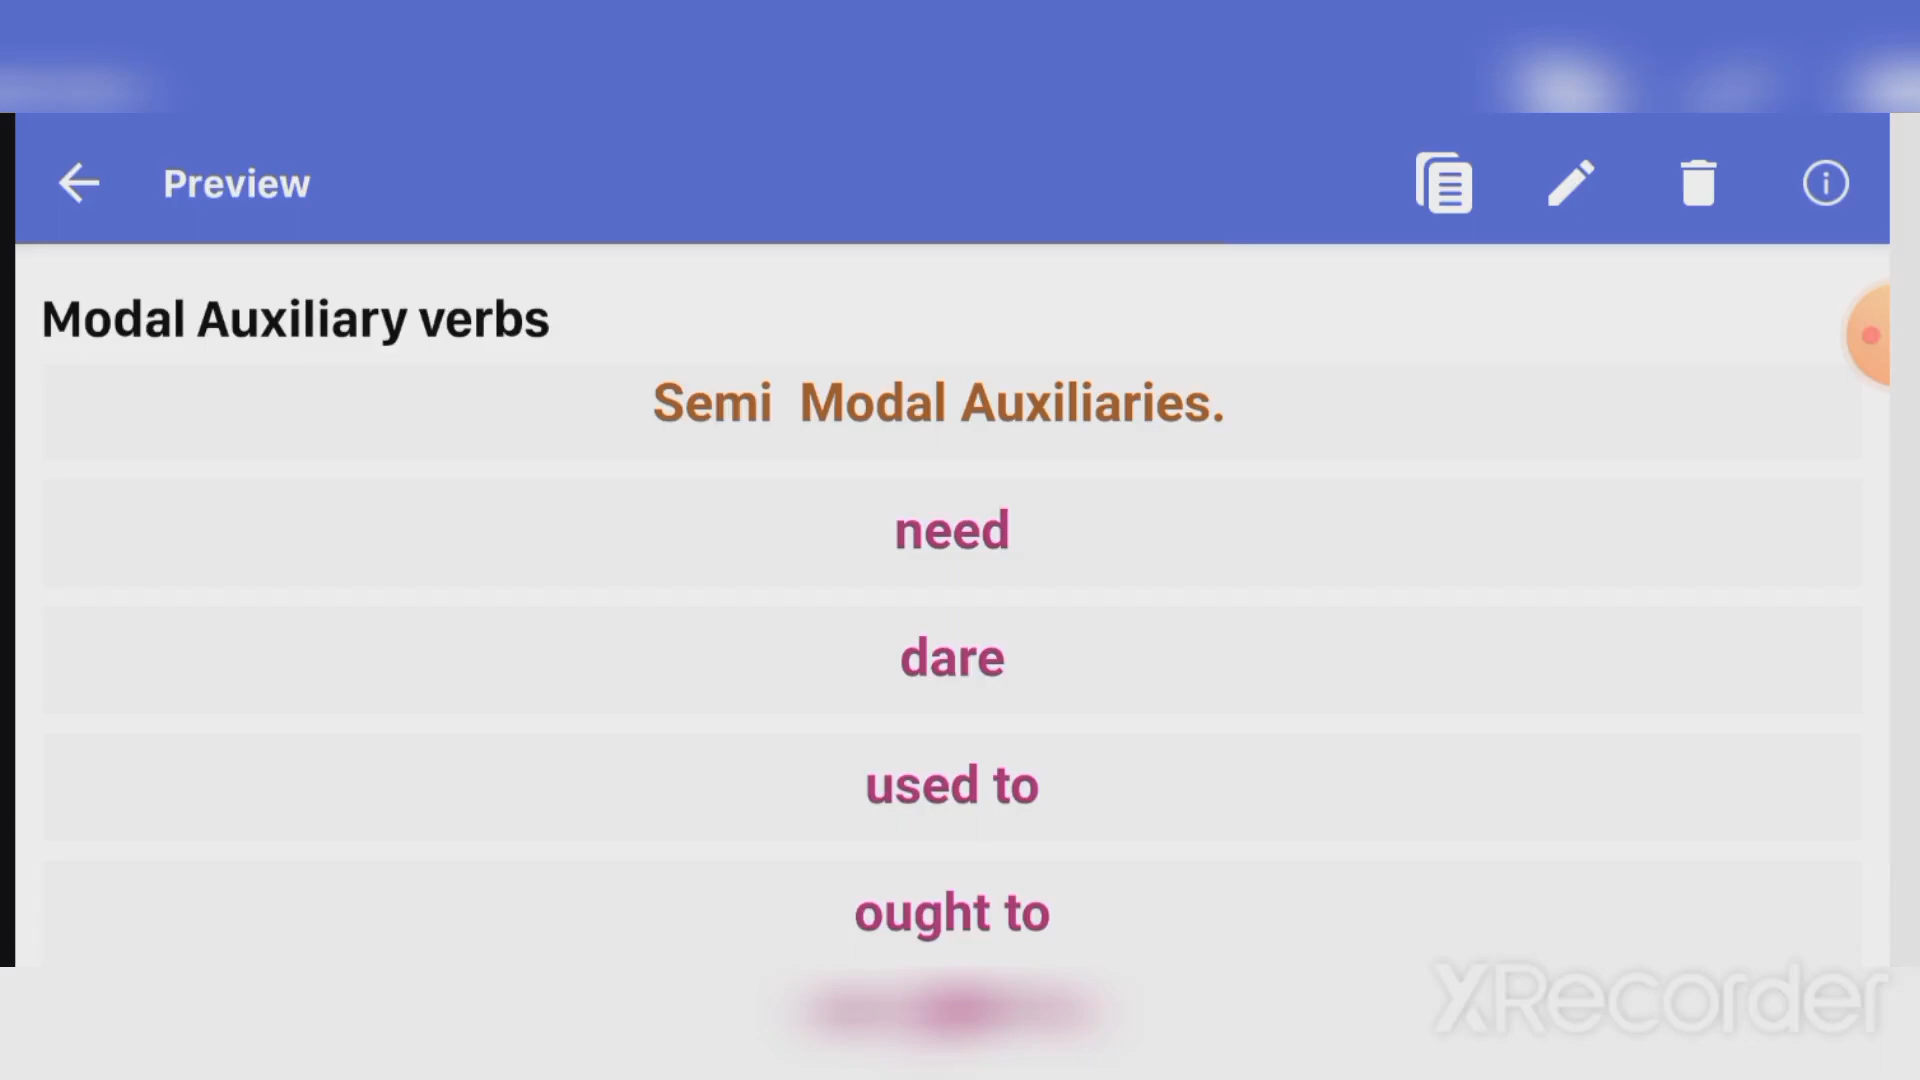 Preview
Modal Auxiliary verbs
Semi Modal Auxiliaries.
need
dare
used to
ought to
XRecorder